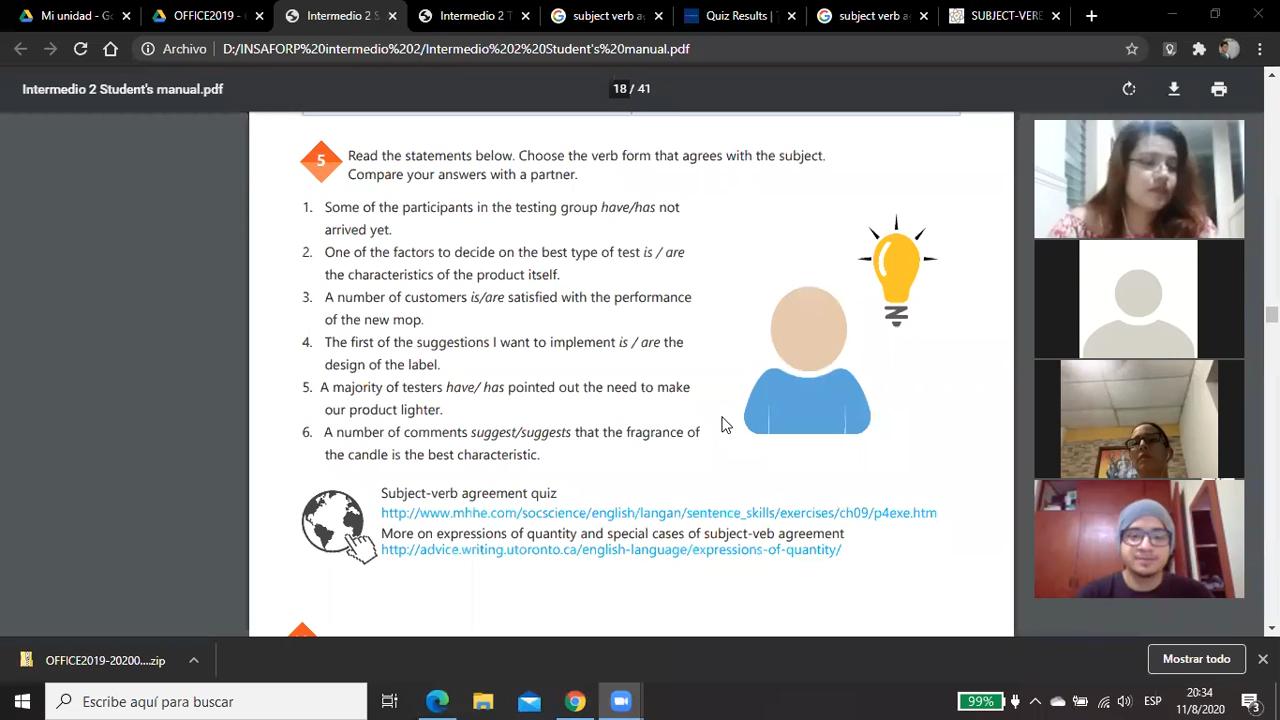 Mi unidad - Go
OFFICE2019 - 
Intermedio 2 S
Intermedio 2 T
subject verb a
Quiz Results | 
subject verb a
SUBJECT-VERB
Archivo
D:/INSAFORP%20intermedio%202/Intermedio%202%20Student's%20manual.pdf
Intermedio 2 Student's manual.pdf
18 / 41
5
Read the statements below. Choose the verb form that agrees with the subject.
Compare your answers with a partner.
1. Some of the participants in the testing group have/has not
arrived yet.
2. One of the factors to decide on the best type of test is / are
the characteristics of the product itself.
3. A number of customers is/are satisfied with the performance
of the new mop.
4. The first of the suggestions I want to implement is / are the
design of the label.
5. A majority of testers have/ has pointed out the need to make
our product lighter.
6. A number of comments suggest/suggests that the fragrance of
the candle is the best characteristic.
Subject-verb agreement quiz
http://www.mhhe.com/socscience/english/langan/sentence_skills/exercises/ch09/p4exe.htm
More on expressions of quantity and special cases of subject-veb agreement
http://advice.writing.utoronto.ca/english-language/expressions-of-quantity/
OFFICE2019-20200....zip
Mostrar todo
Escribe aquí para buscar
99%
ESP
20:34
11/8/2020
3